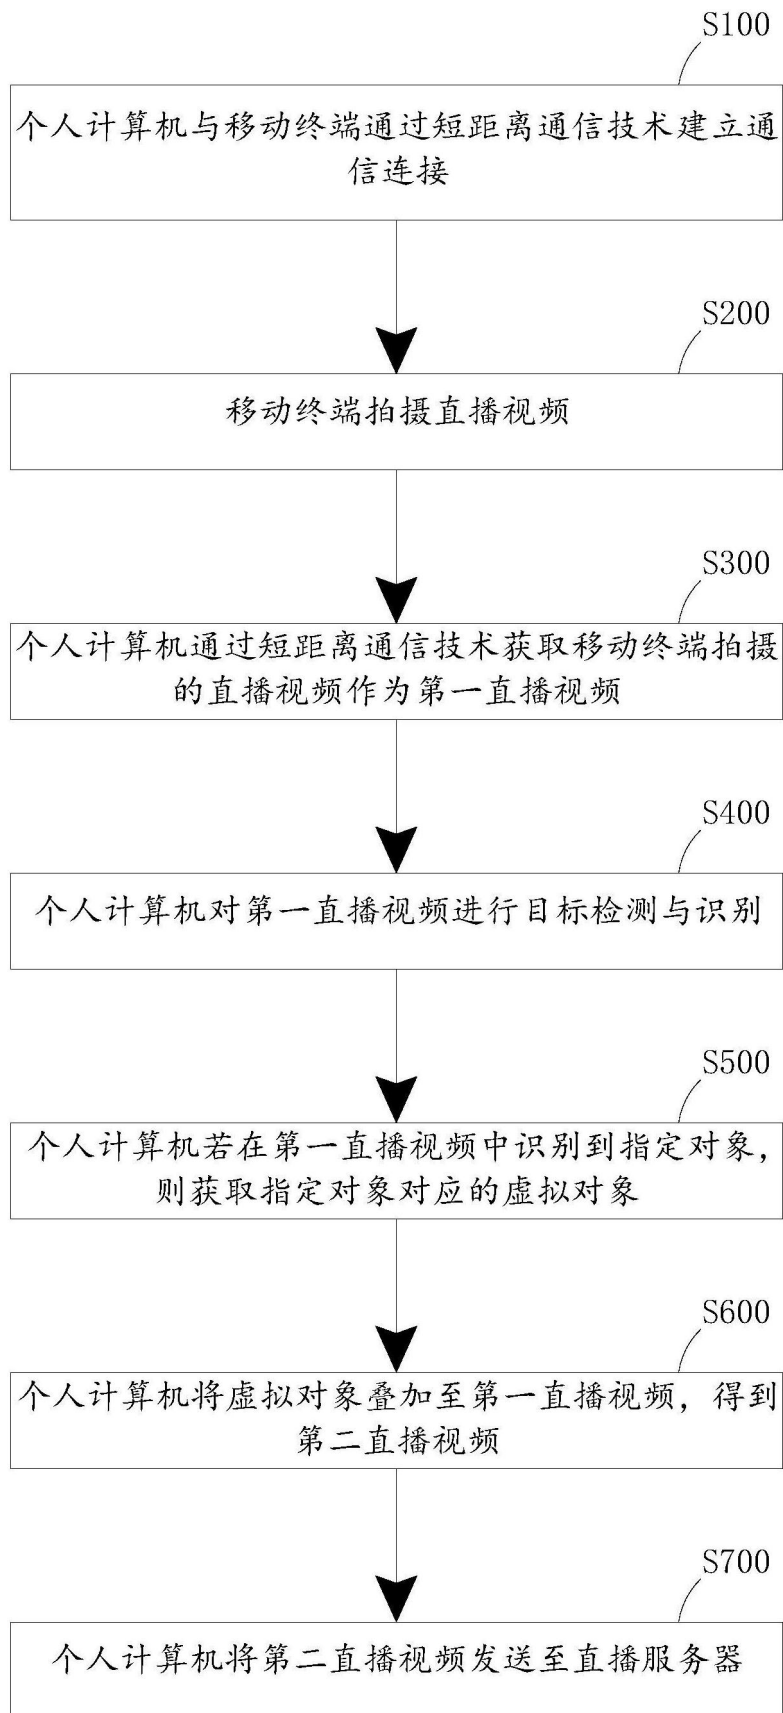 S100
个人计算机与移动终端通过短距离通信技术建立通
信连接
S200
移动终端拍摄直播视频
S300
个人计算机通过短距离通信技术获取移动终端拍摄
的直播视频作为第一直播视频
S400
个人计算机对第一直播视频进行目标检测与识别
S500
个人计算机若在第一直播视频中识别到指定对象，
则获取指定对象对应的虚拟对象
S600
个人计算机将虚拟对象叠加至第一直播视频，得到
第二直播视频
S700
个人计算机将第二直播视频发送至直播服务器